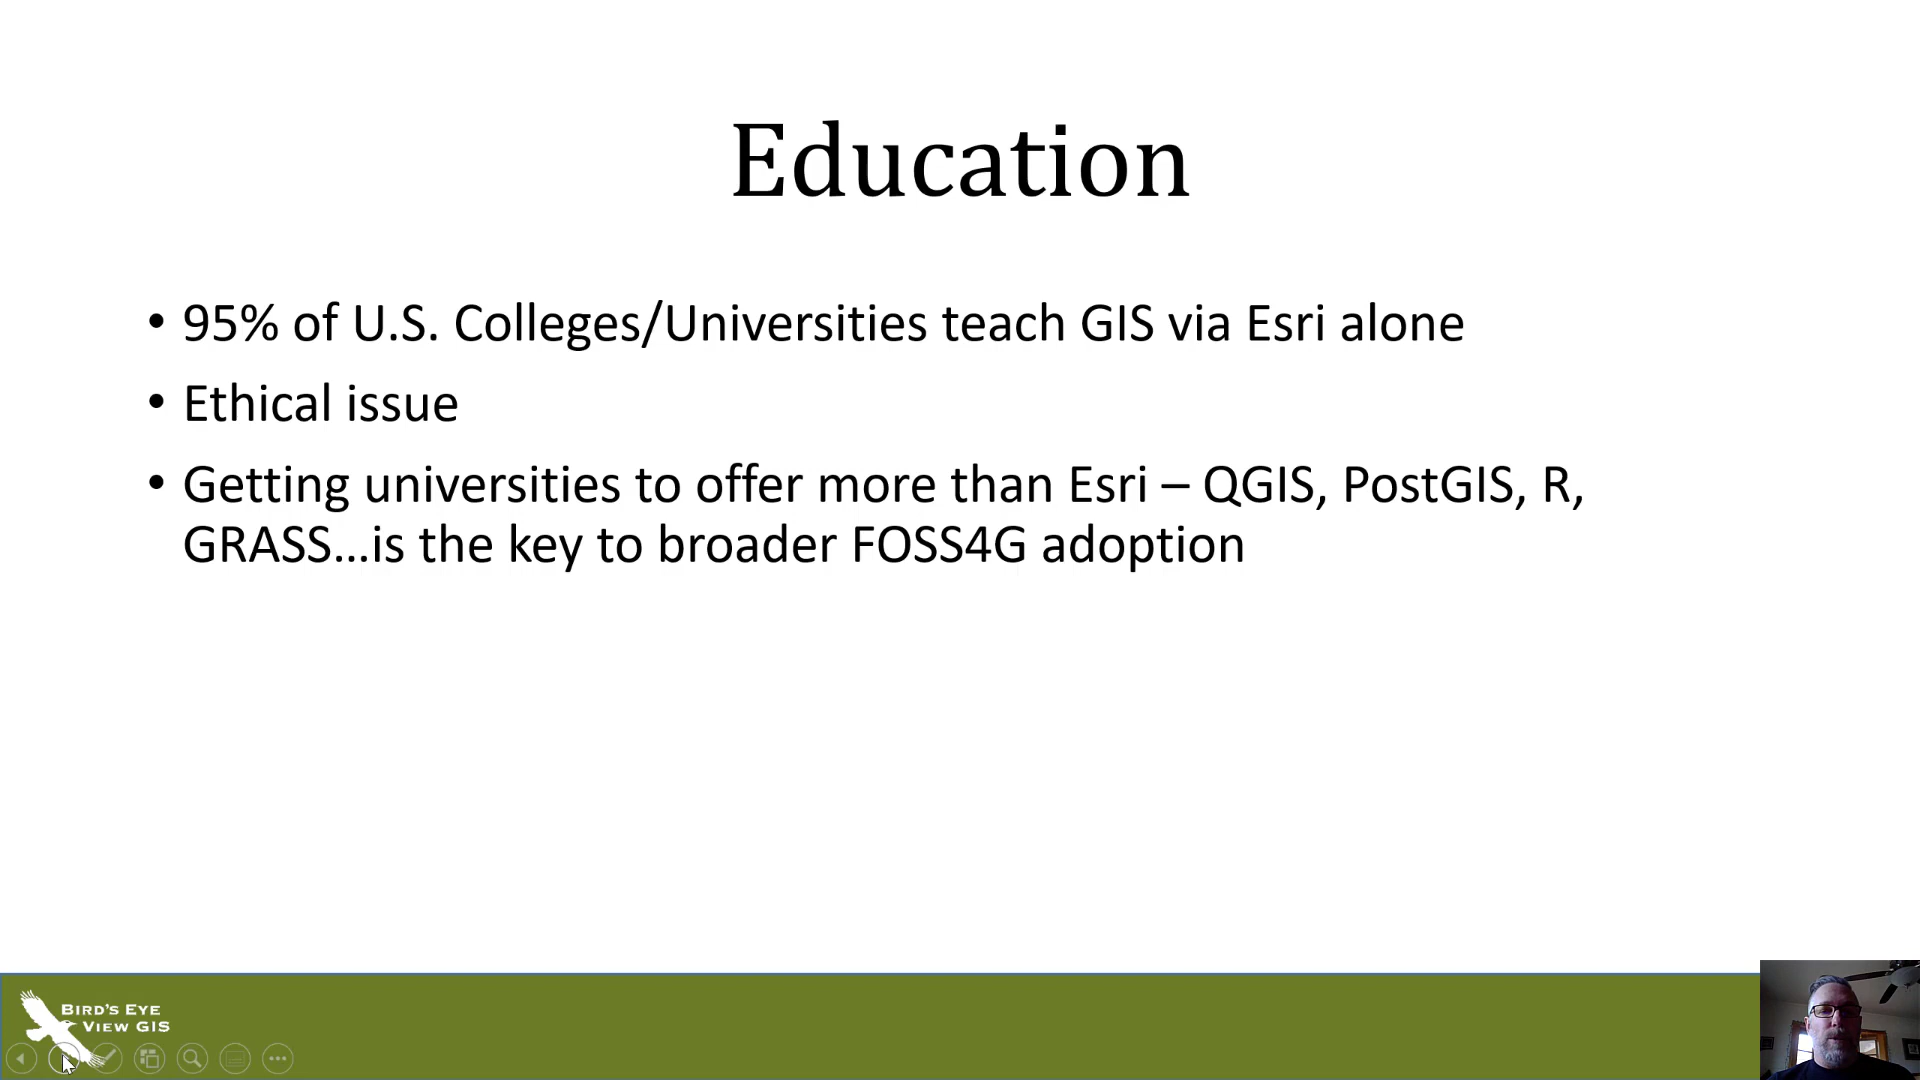 Education
• 95% of U.S. Colleges/Universities teach GIS via Esri alone
• Ethical issue
• Getting universities to offer more than Esri – QGIS, PostGIS, R,
GRASS…is the key to broader FOSS4G adoption
BIRD'S EYE
VIEW GIS